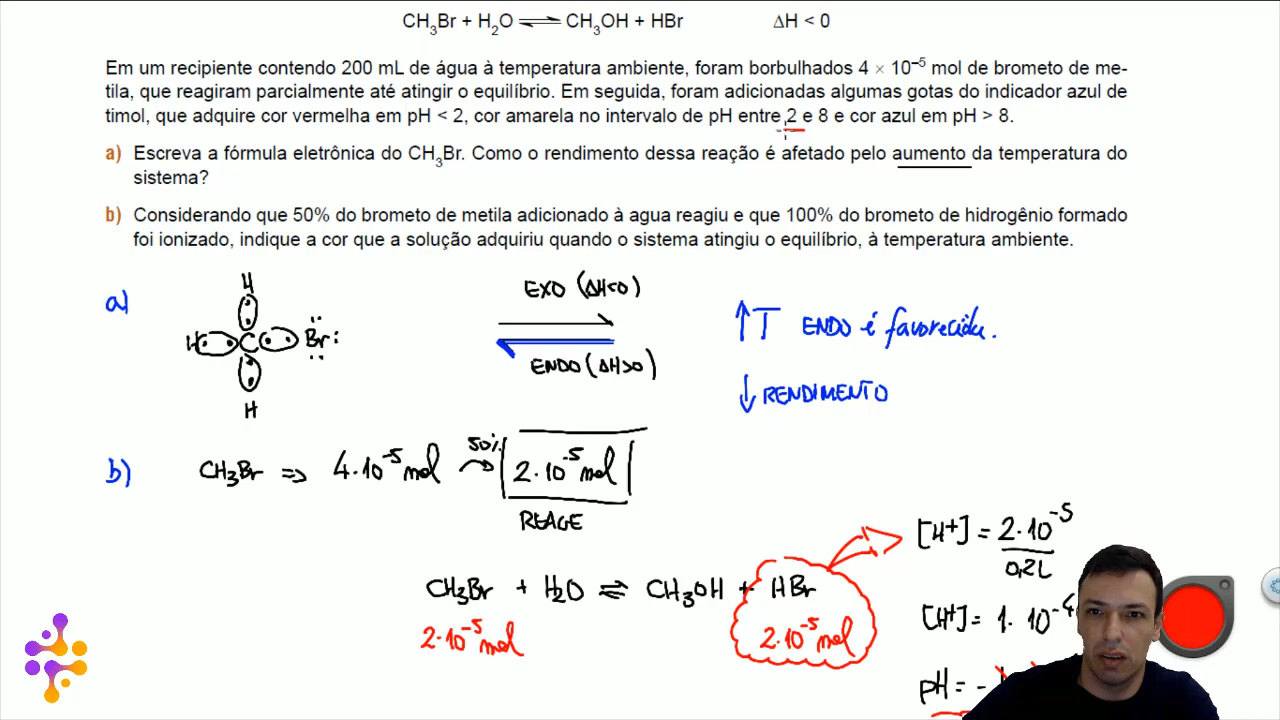 CH₃Br + H₂O ⇌ CH₃OH + HBr ΔH < 0
Em um recipiente contendo 200 mL de água à temperatura ambiente, foram borbulhados 4 × 10⁻⁵ mol de brometo de me-
tila, que reagiram parcialmente até atingir o equilíbrio. Em seguida, foram adicionadas algumas gotas do indicador azul de
timol, que adquire cor vermelha em pH < 2, cor amarela no intervalo de pH entre 2 e 8 e cor azul em pH > 8.
a) Escreva a fórmula eletrônica do CH₃Br. Como o rendimento dessa reação é afetado pelo aumento da temperatura do
sistema?
b) Considerando que 50% do brometo de metila adicionado à agua reagiu e que 100% do brometo de hidrogênio formado
foi ionizado, indique a cor que a solução adquiriu quando o sistema atingiu o equilíbrio, à temperatura ambiente.
a)
H
H C Br
H
EXO (ΔH<0)
ENDO (ΔH>0)
↑T ENDO é favorecida.
↓ RENDIMENTO
b) CH₃Br ⇒ 4·10⁻⁵ mol 50% 2·10⁻⁵ mol
REAGE
CH₃Br + H₂O ⇌ CH₃OH + HBr
2·10⁻⁵ mol 2·10⁻⁵ mol
[H⁺] = 2·10⁻⁵
0,2L
[H⁺] = 1·10⁻⁴
pH = -